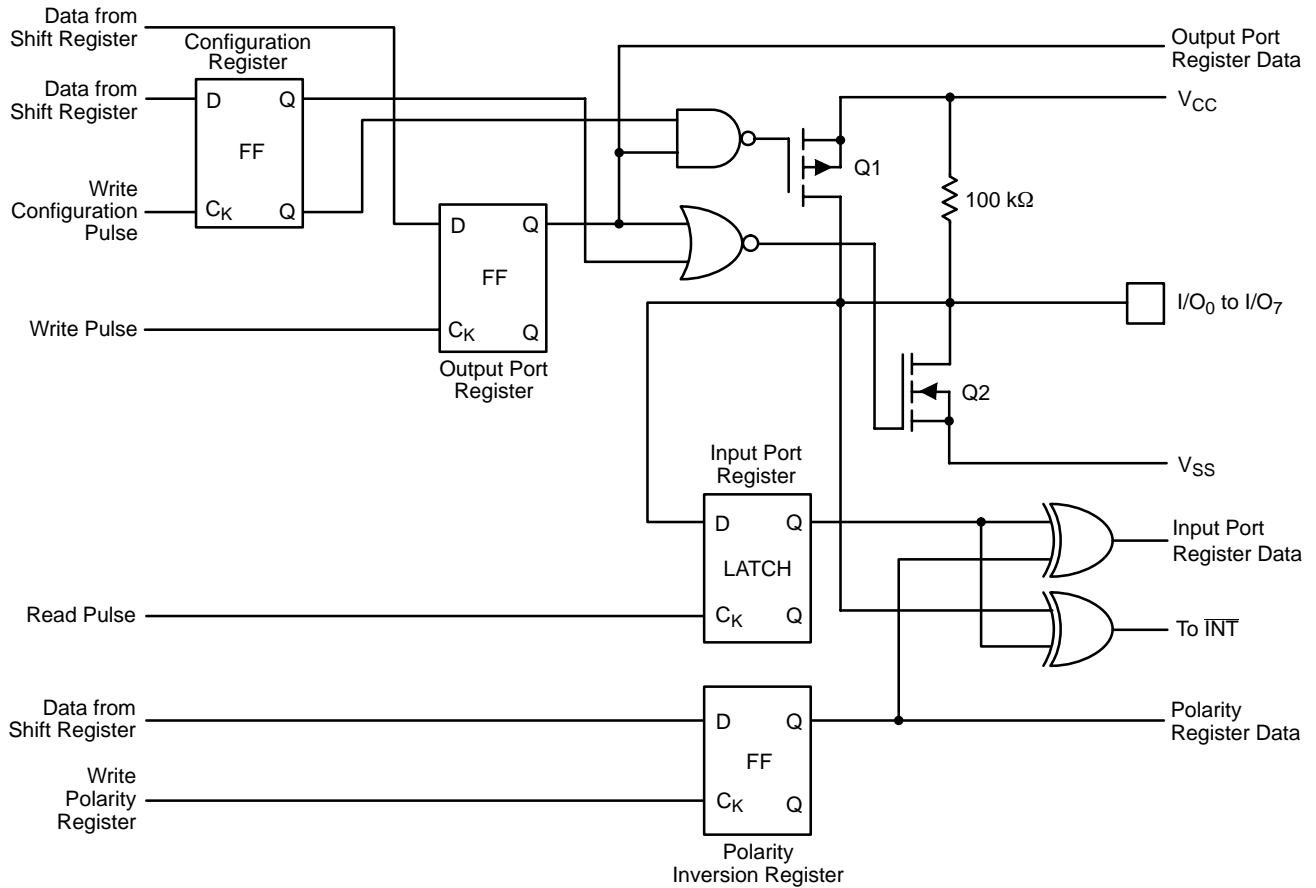 Data from
Shift Register
Configuration
Register
Data from
Shift Register
D
Q
FF
Write
Configuration
Pulse
CK
Q
Output Port
Register Data
VCC
Q1
100 kΩ
D
Q
FF
Write Pulse
CK
Q
Output Port
Register
I/O0 to I/O7
Q2
VSS
Input Port
Register
D
Q
LATCH
Read Pulse
CK
Q
Input Port
Register Data
To INT
Data from
Shift Register
D
Q
FF
Write
Polarity
Register
CK
Q
Polarity
Register Data
Polarity
Inversion Register